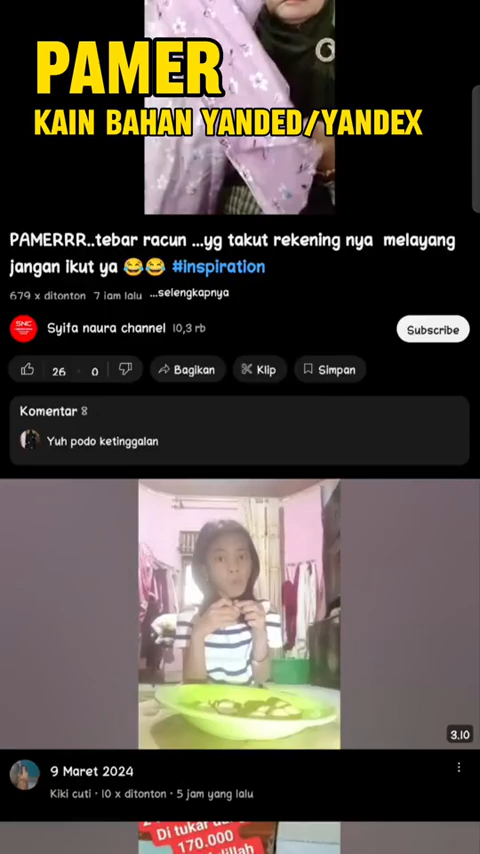 PAMER
KAIN BAHAN YANDED/YANDEX
PAMERRR..tebar racun ...yg takut rekening nya melayang
jangan ikut ya 😂😂 #inspiration
679 x ditonton 7 jam lalu ...selengkapnya
SNC
Syifa naura channel 10,3 rb
Subscribe
26 0 Bagikan Klip Simpan
Komentar 8
Yuh podo ketinggalan
3.10
9 Maret 2024
Kiki cuti · 10 x ditonton · 5 jam yang lalu
Di tukar
170.000